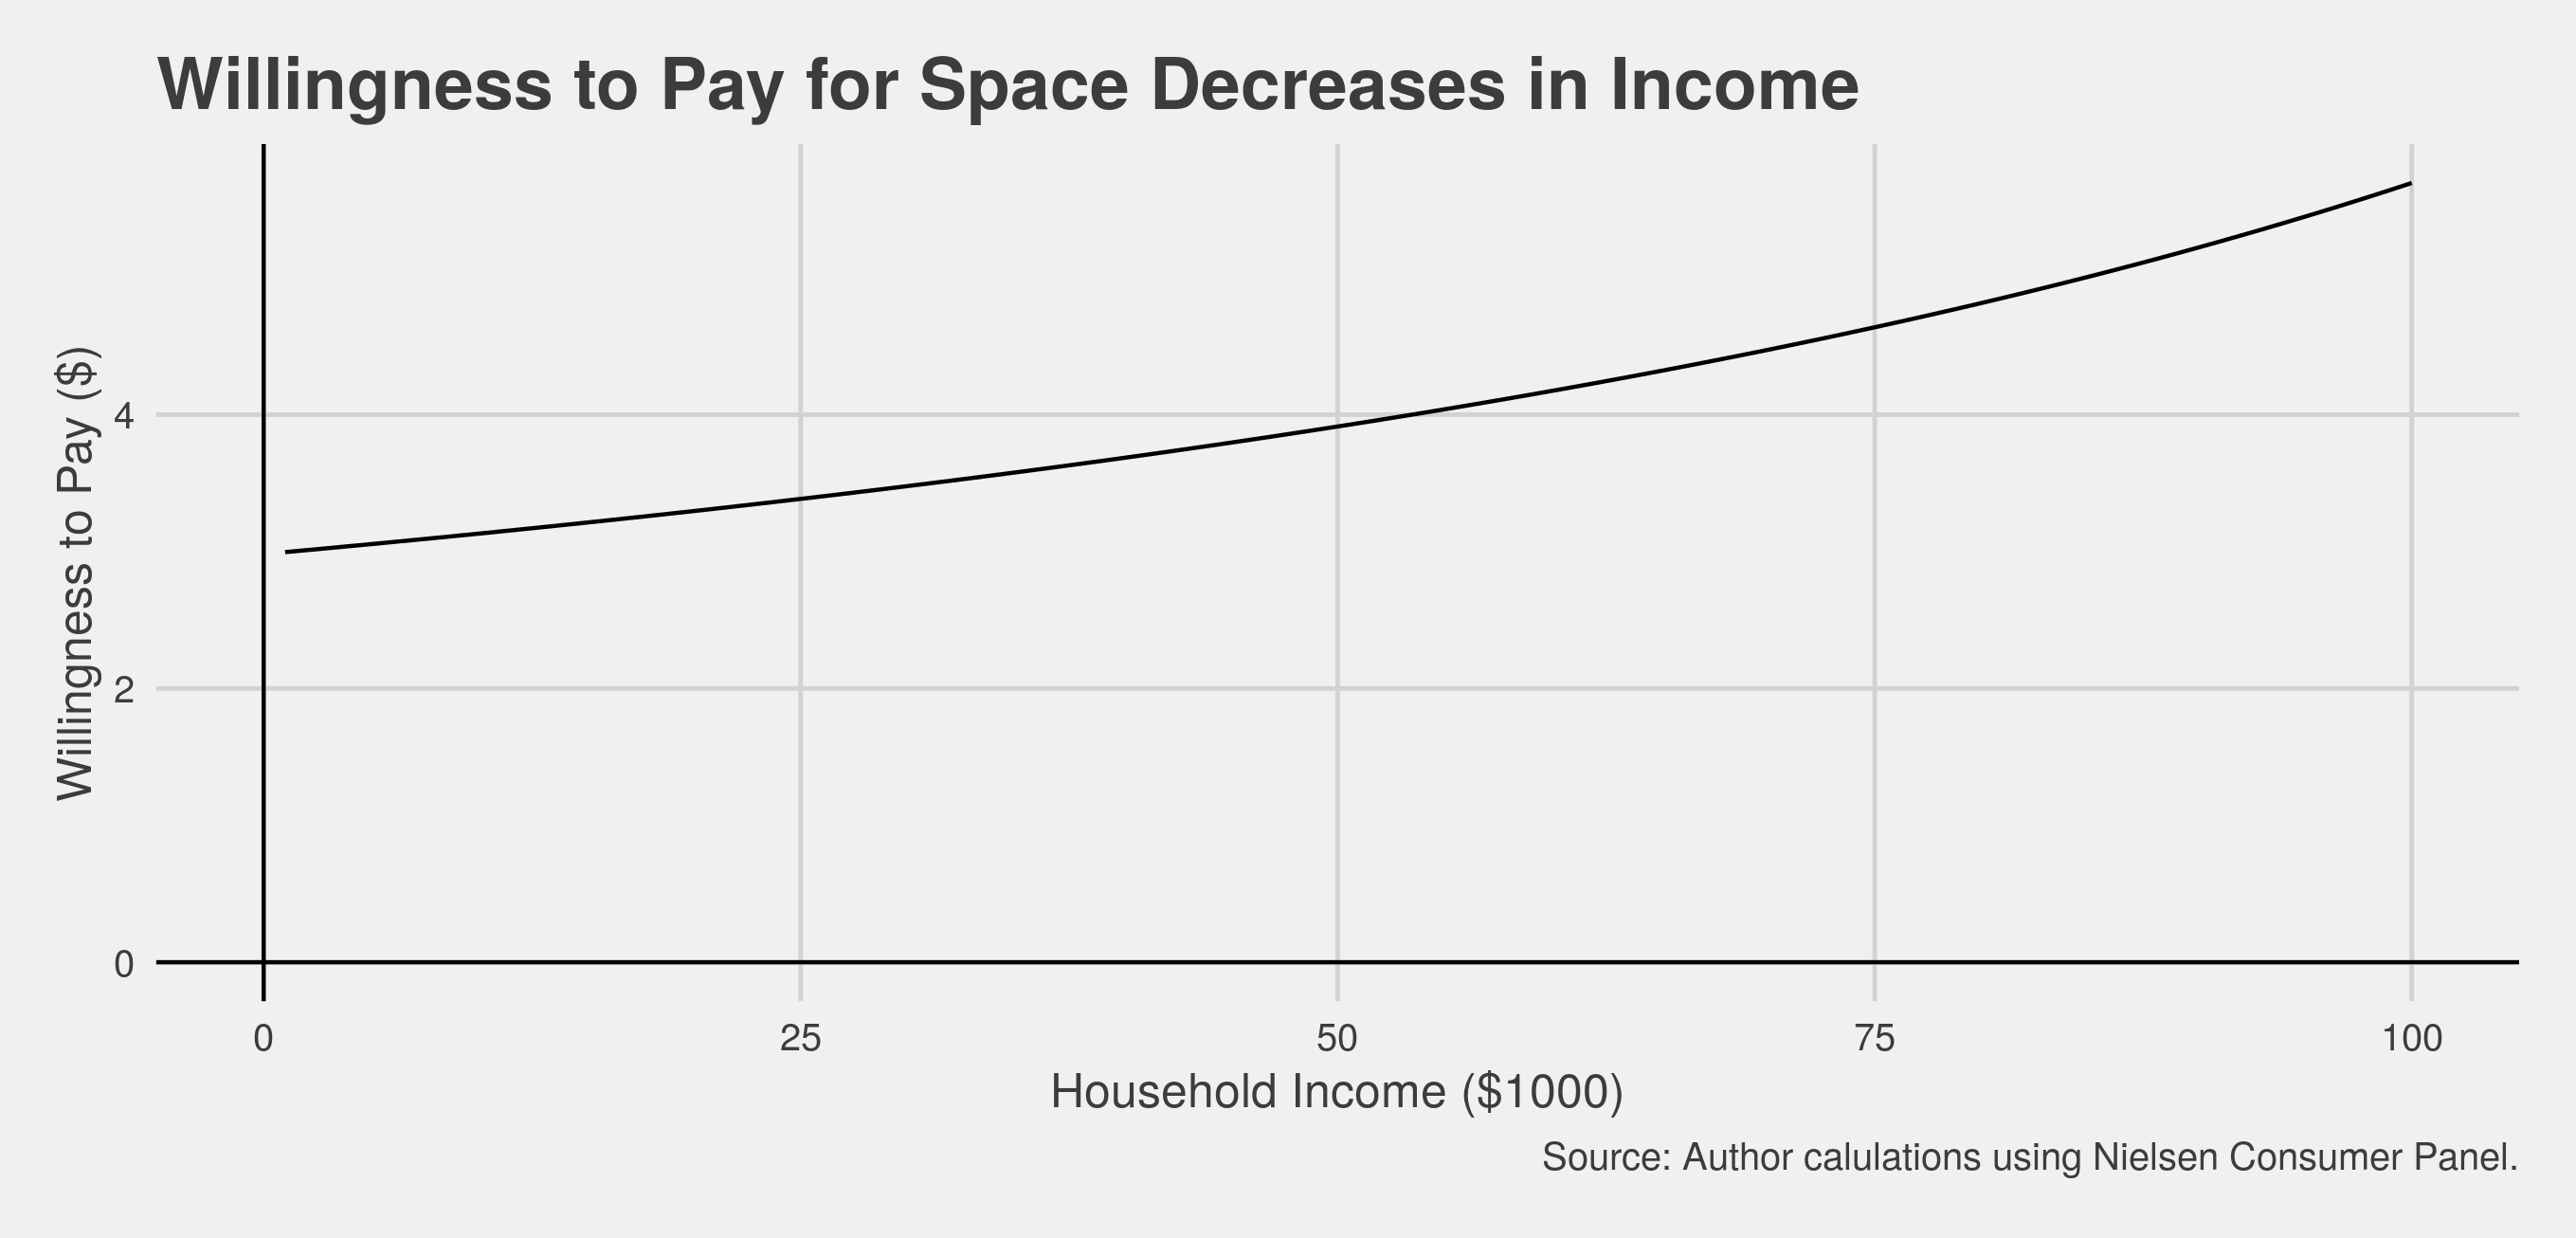 Willingness to Pay for Space Decreases in Income
Willingness to Pay ($)
4
2
0
0 25 50 75 100
Household Income ($1000)
Source: Author calulations using Nielsen Consumer Panel.